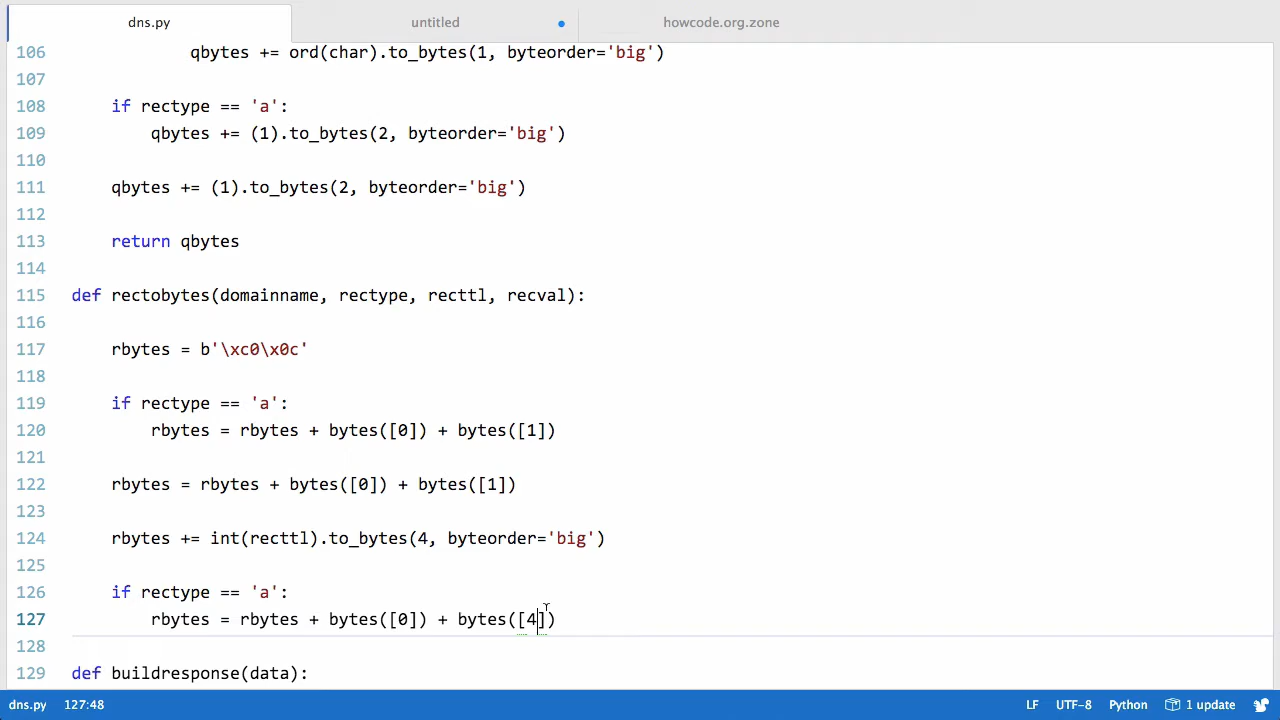 dns.py untitled howcode.org.zone
106 qbytes += ord(char).to_bytes(1, byteorder='big')
107
108 if rectype == 'a':
109 qbytes += (1).to_bytes(2, byteorder='big')
110
111 qbytes += (1).to_bytes(2, byteorder='big')
112
113 return qbytes
114
115 def rectobytes(domainname, rectype, recttl, recval):
116
117 rbytes = b'\xc0\x0c'
118
119 if rectype == 'a':
120 rbytes = rbytes + bytes([0]) + bytes([1])
121
122 rbytes = rbytes + bytes([0]) + bytes([1])
123
124 rbytes += int(recttl).to_bytes(4, byteorder='big')
125
126 if rectype == 'a':
127 rbytes = rbytes + bytes([0]) + bytes([4])
128
129 def buildresponse(data):
dns.py 127:48 LF UTF-8 Python 1 update